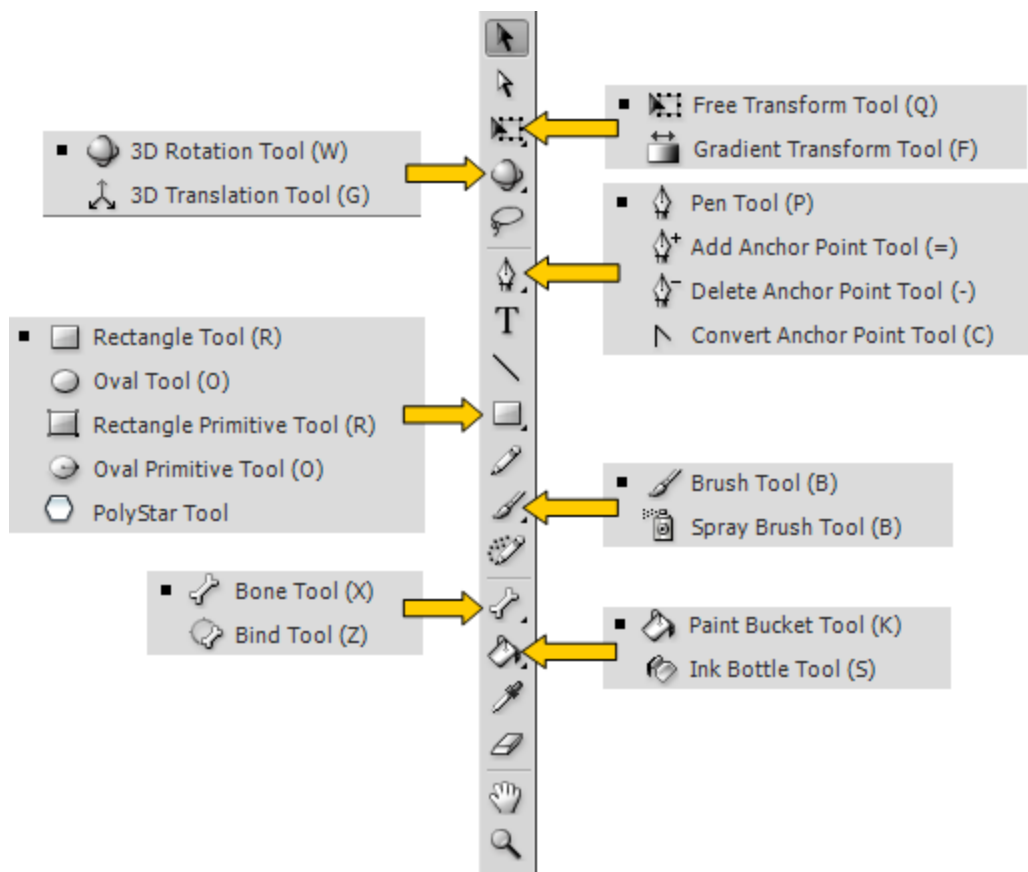 Free Transform Tool (Q)
Gradient Transform Tool (F)
3D Rotation Tool (W)
3D Translation Tool (G)
Pen Tool (P)
Add Anchor Point Tool (=)
Delete Anchor Point Tool (-)
Convert Anchor Point Tool (C)
T
Rectangle Tool (R)
Oval Tool (O)
Rectangle Primitive Tool (R)
Oval Primitive Tool (O)
PolyStar Tool
Brush Tool (B)
Spray Brush Tool (B)
Bone Tool (X)
Bind Tool (Z)
Paint Bucket Tool (K)
Ink Bottle Tool (S)